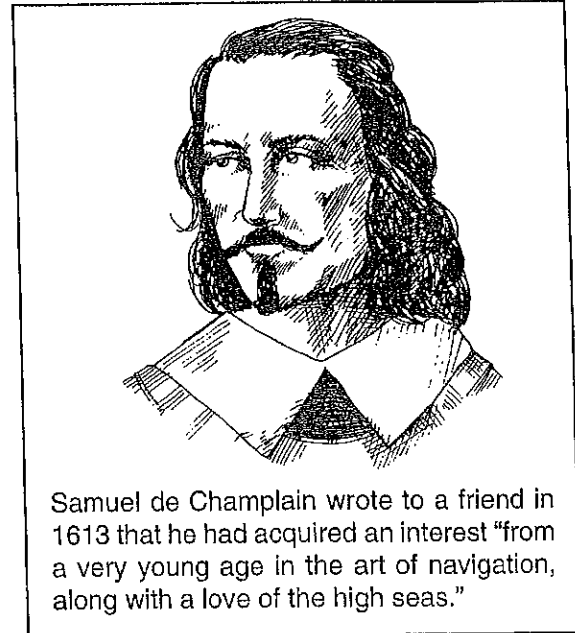 Samuel de Champlain wrote to a friend in
1613 that he had acquired an interest “from
a very young age in the art of navigation,
along with a love of the high seas.”